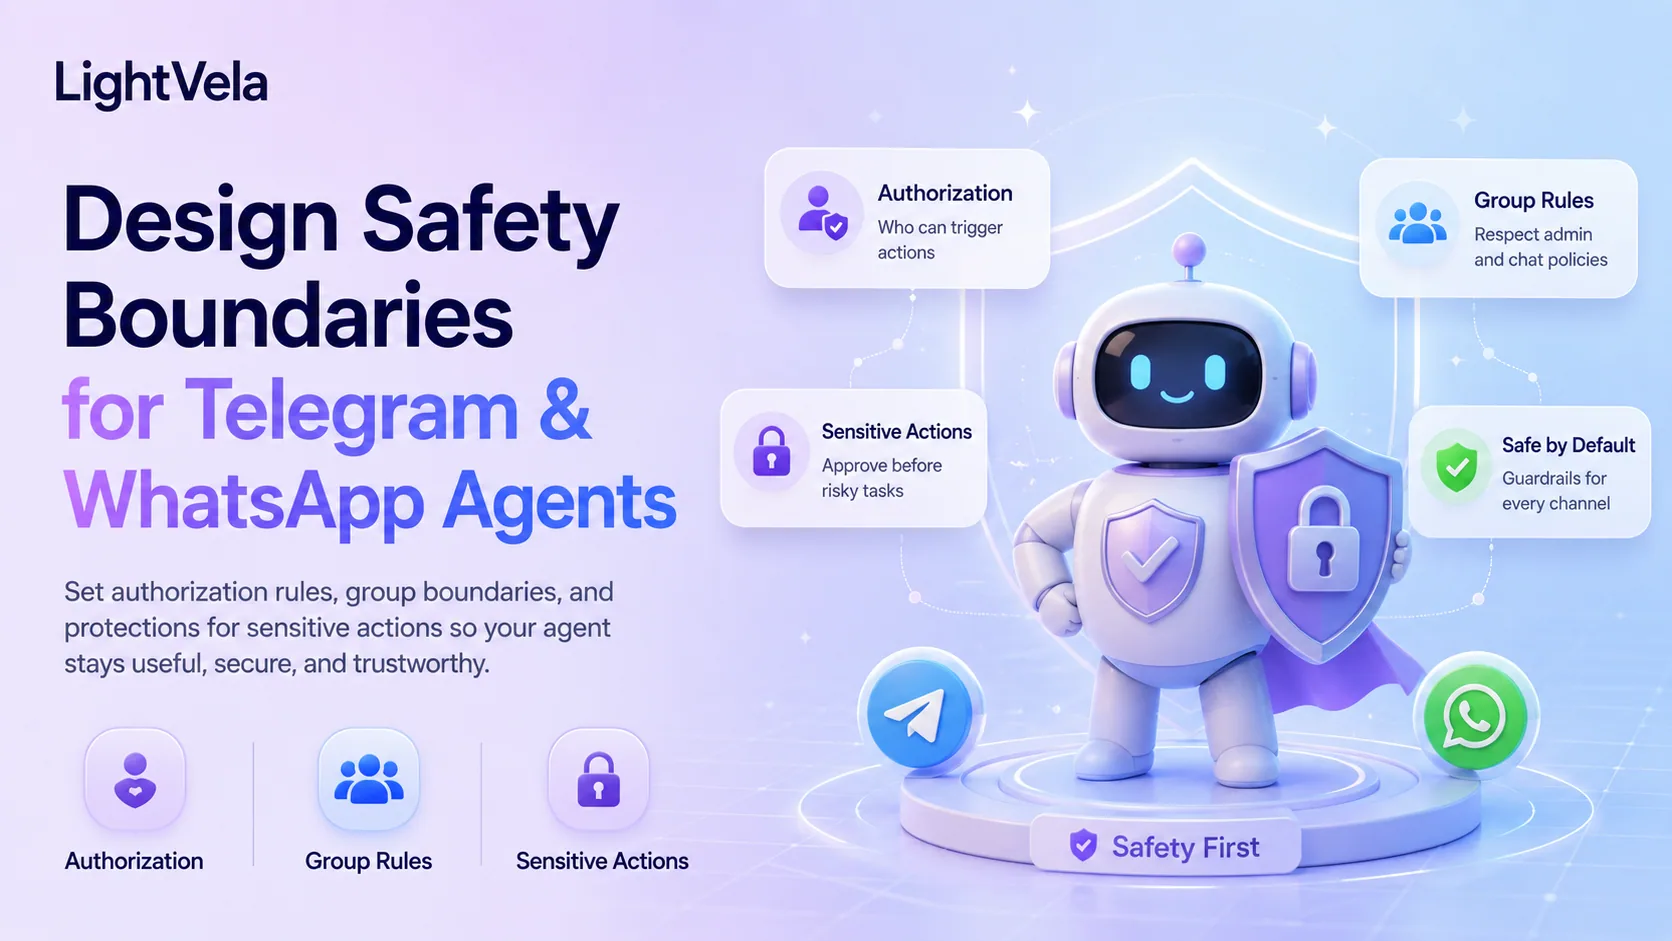 LightVela
Design Safety
Boundaries
for Telegram &
WhatsApp Agents
Set authorization rules, group boundaries, and
protections for sensitive actions so your agent
stays useful, secure, and trustworthy.
Authorization
Group Rules
Sensitive Actions
Authorization
Who can trigger
actions
Group Rules
Respect admin
and chat policies
Sensitive Actions
Approve before
risky tasks
Safe by Default
Guardrails for
every channel
Safety First